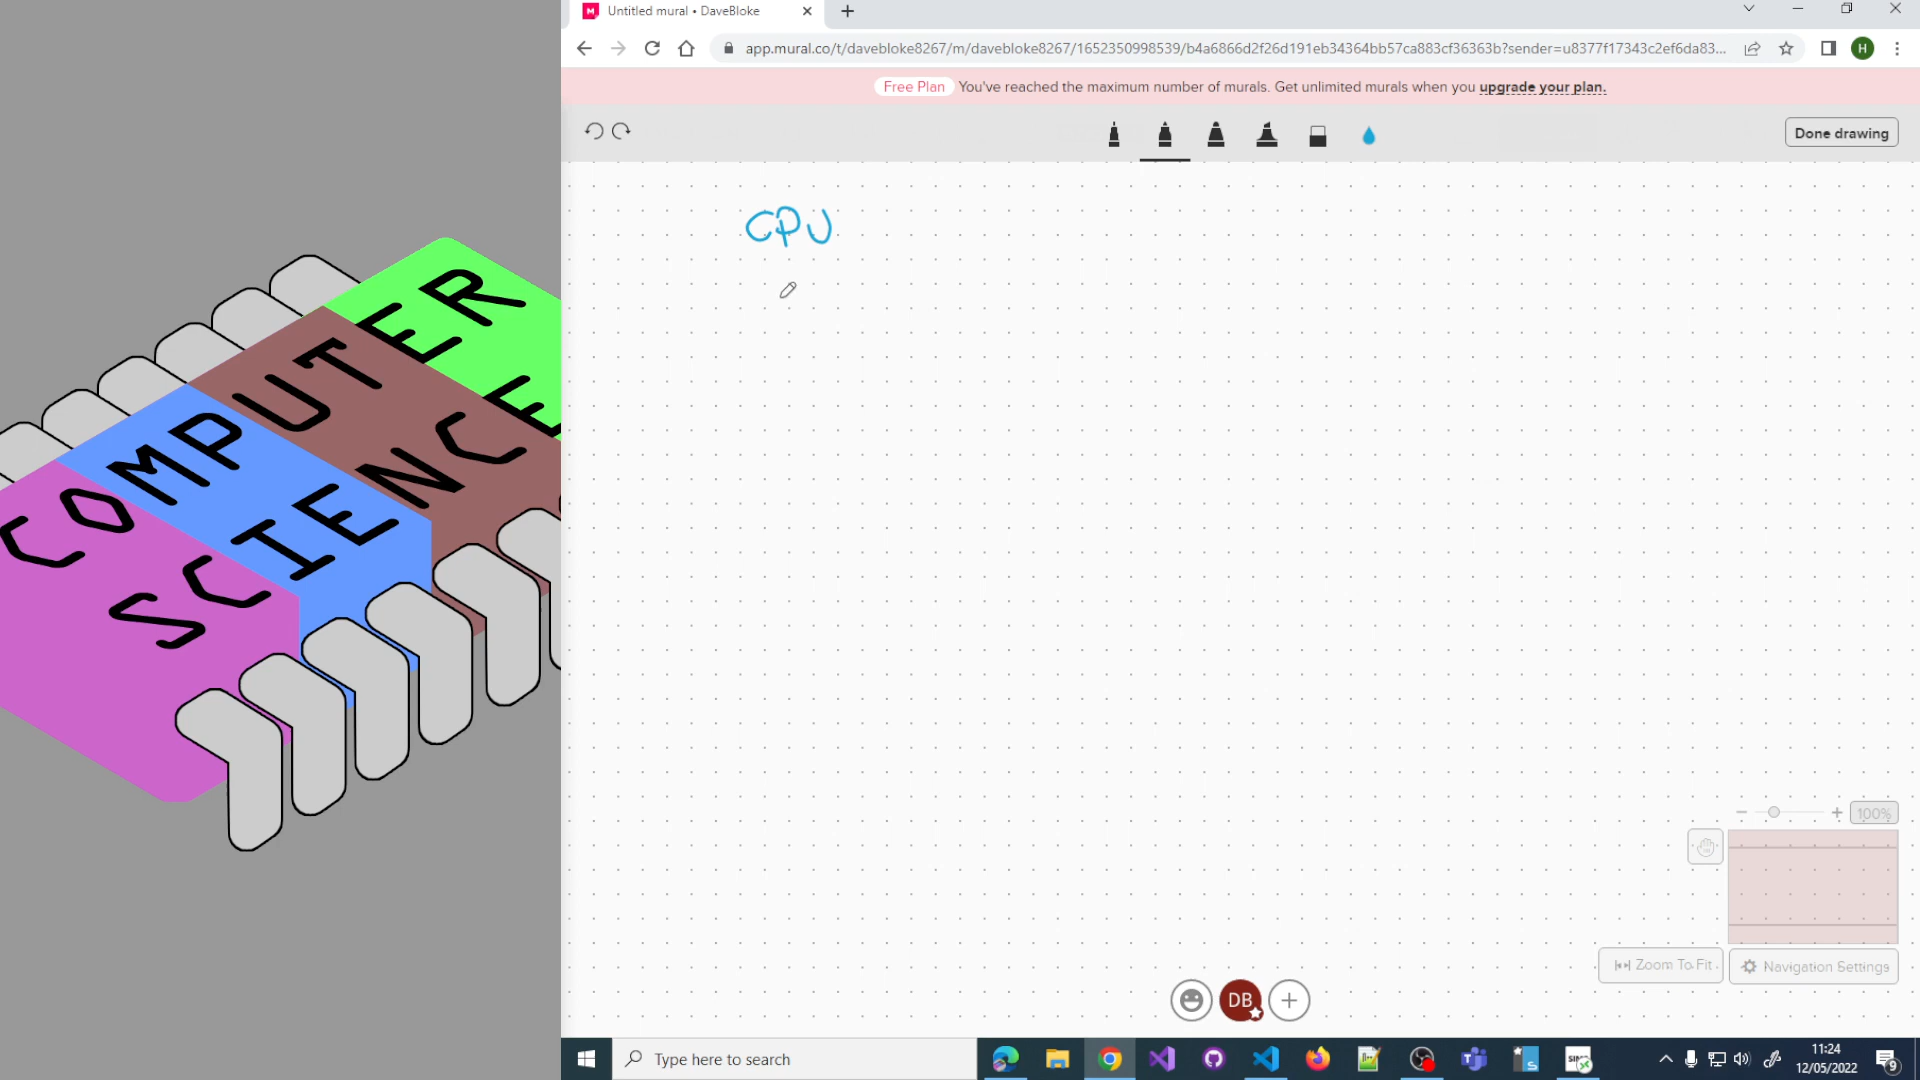 COMPUTER
SCIENCE
Untitled mural • DaveBloke
app.mural.co/t/davebloke8267/m/davebloke8267/1652350998539/b4a6866d2f26d191eb34364bb57ca883cf36363b?sender=u8377f17343c2ef6da83...
H
Free Plan You've reached the maximum number of murals. Get unlimited murals when you upgrade your plan.
Done drawing
CPU
100%
Zoom To Fit
Navigation Settings
DB
Type here to search
11:24
12/05/2022
9